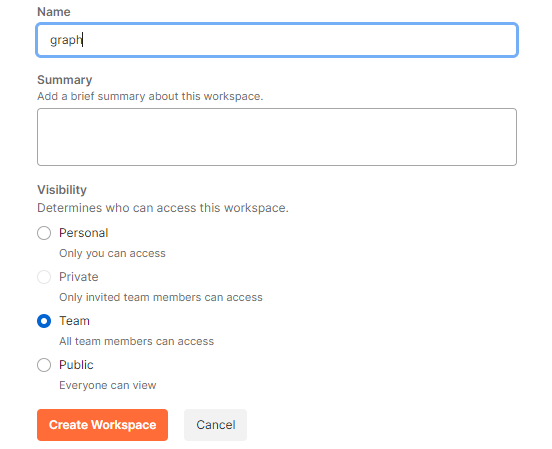 Name
graph
Summary
Add a brief summary about this workspace.
Visibility
Determines who can access this workspace.
Personal
Only you can access
Private
Only invited team members can access
Team
All team members can access
Public
Everyone can view
Create Workspace
Cancel